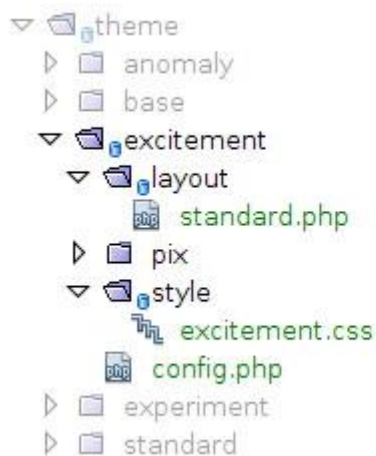 theme
anomaly
base
excitement
layout
standard.php
pix
style
excitement.css
config.php
experiment
standard